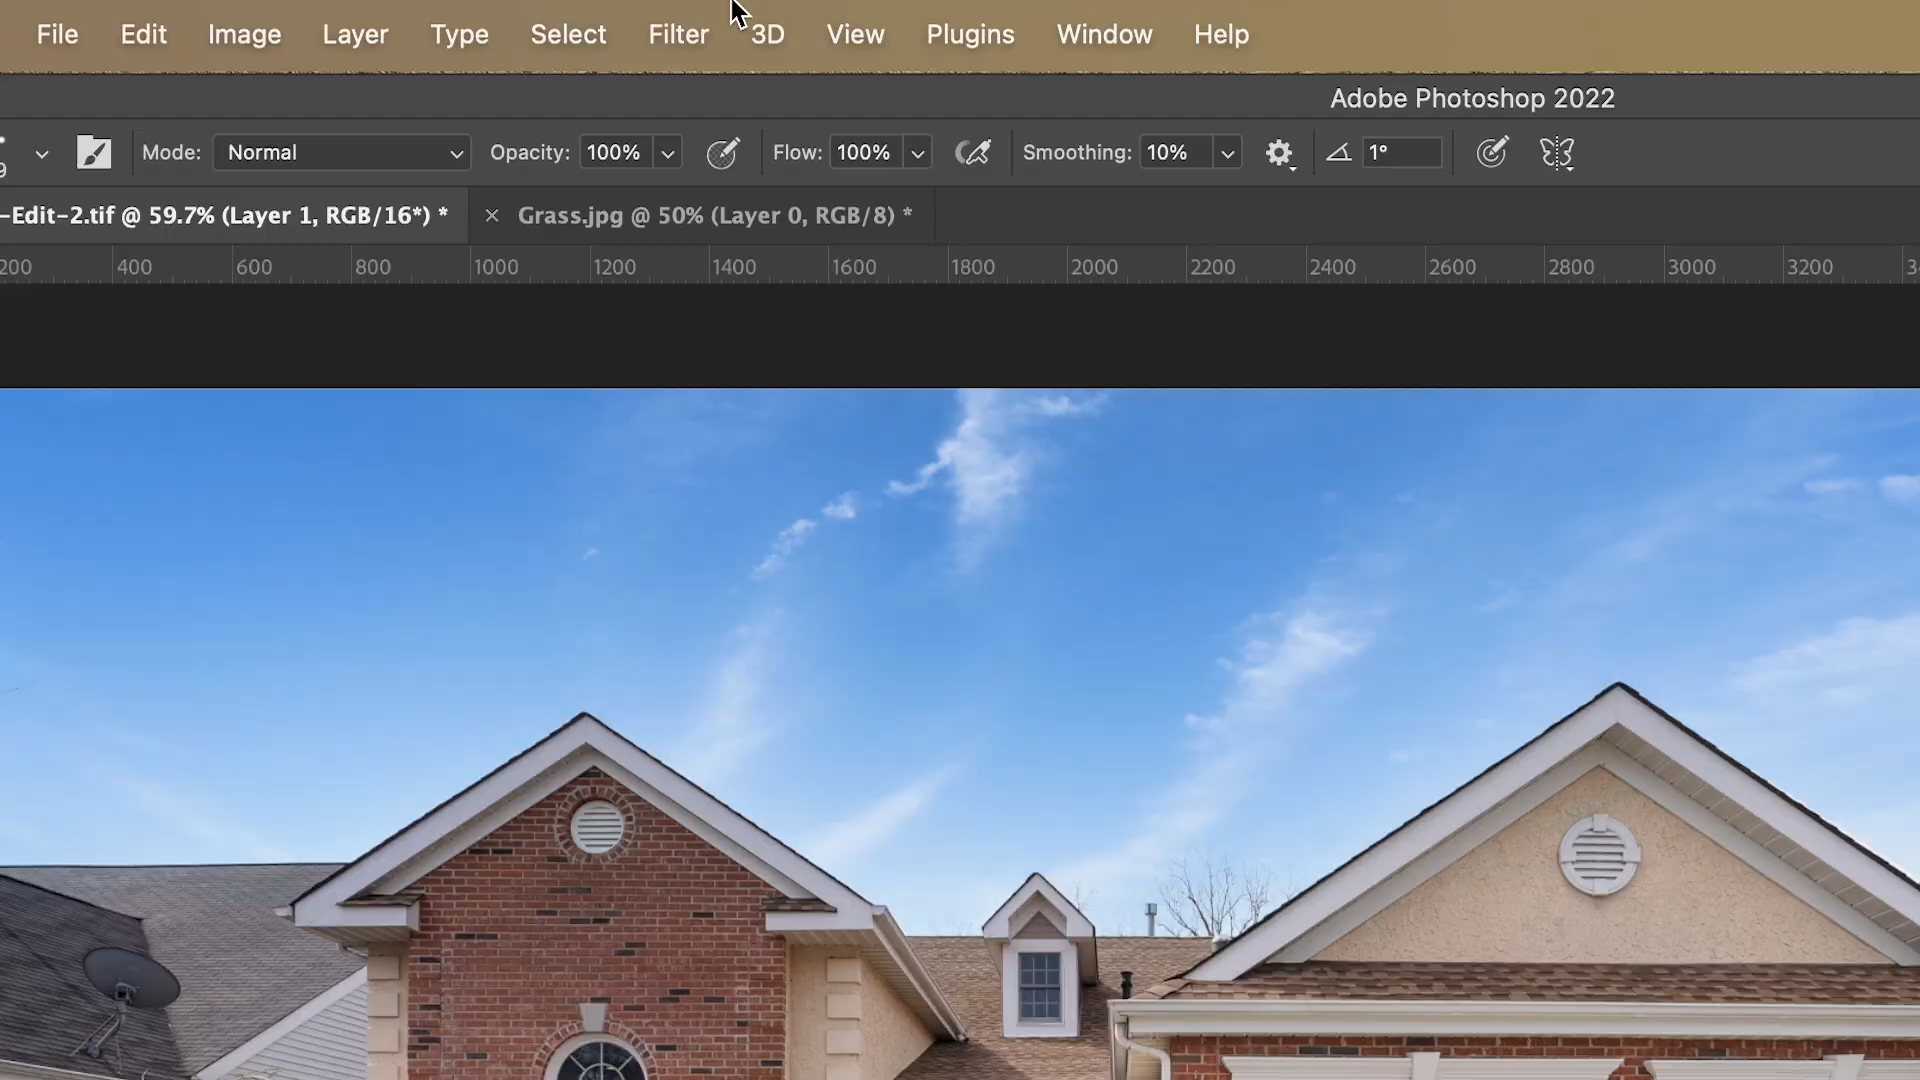 File Edit Image Layer Type Select Filter 3D View Plugins Window Help
Adobe Photoshop 2022
9 Mode: Normal Opacity: 100% Flow: 100% Smoothing: 10% 1°
-Edit-2.tif @ 59.7% (Layer 1, RGB/16*) * × Grass.jpg @ 50% (Layer 0, RGB/8) *
200 400 600 800 1000 1200 1400 1600 1800 2000 2200 2400 2600 2800 3000 3200